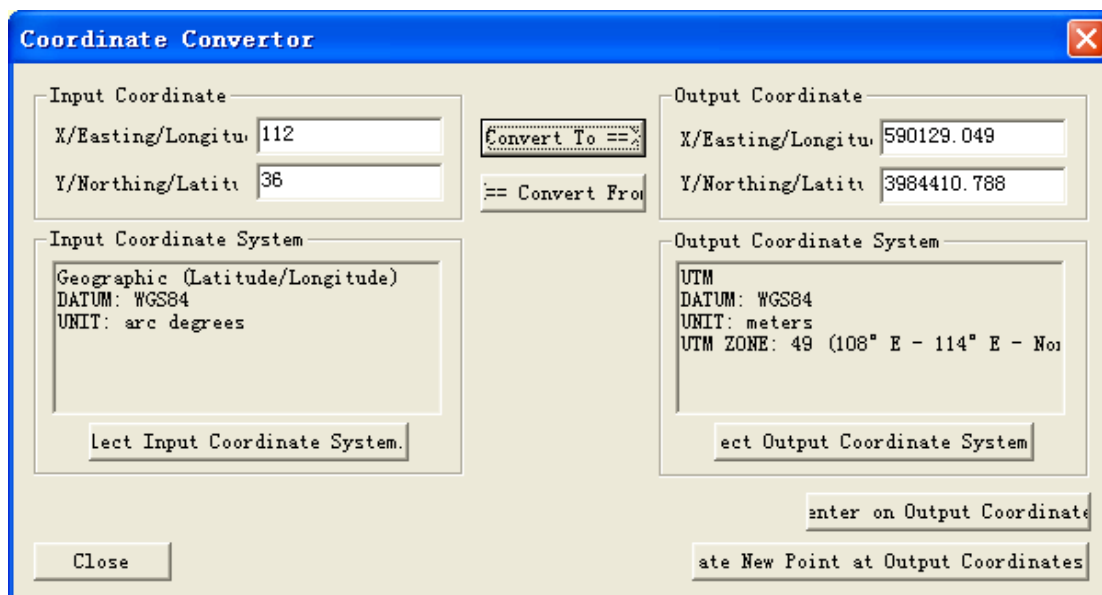 Coordinate Convertor
Input Coordinate
X/Easting/Longitu
112
Y/Northing/Latit
36
Convert To ==>
== Convert Fro
Output Coordinate
X/Easting/Longitu
590129.049
Y/Northing/Latit
3984410.788
Input Coordinate System
Geographic (Latitude/Longitude)
DATUM: WGS84
UNIT: arc degrees
lect Input Coordinate System.
Output Coordinate System
UTM
DATUM: WGS84
UNIT: meters
UTM ZONE: 49 (108° E - 114° E - No
ect Output Coordinate System
enter on Output Coordinate
Close
ate New Point at Output Coordinates